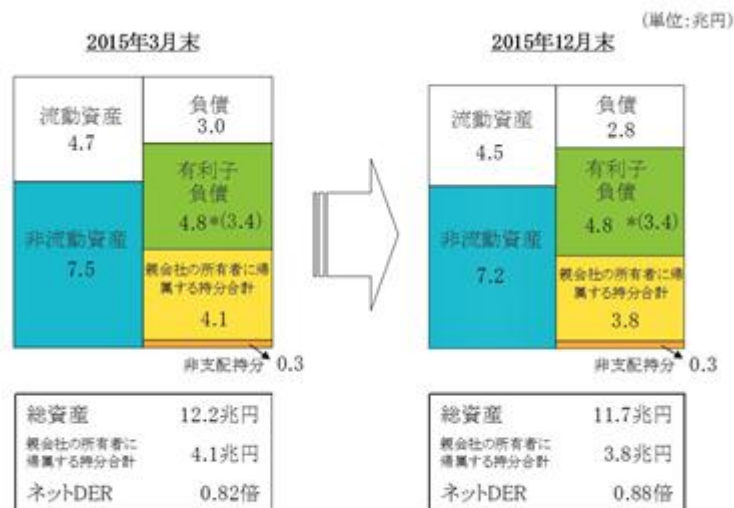 (単位:兆円)
2015年3月末
2015年12月末
流動資産
4.7
負債
3.0
有利子
負債
4.8*(3.4)
非流動資産
7.5
親会社の所有者に帰
属する持分合計
4.1
非支配持分 0.3
流動資産
4.5
負債
2.8
有利子
負債
4.8 *(3.4)
非流動資産
7.2
親会社の所有者に帰
属する持分合計
3.8
非支配持分 0.3
総資産 12.2兆円
親会社の所有者に
帰属する持分合計 4.1兆円
ネットDER 0.82倍
総資産 11.7兆円
親会社の所有者に
帰属する持分合計 3.8兆円
ネットDER 0.88倍